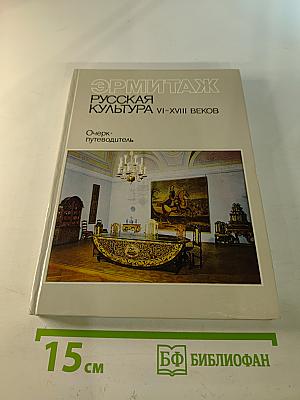 ЭРМИТАЖ
РУССКАЯ
КУЛЬТУРА VI-XVIII ВЕКОВ
Очерк-
путеводитель
15 см
БФ БИБЛИОФАН